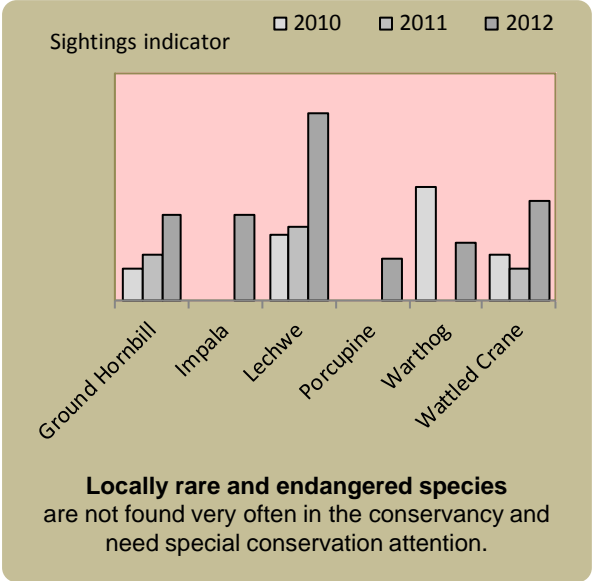 2010 2011 2012
Sightings indicator
Ground Hornbill
Impala
Lechwe
Porcupine
Warthog
Wattled Crane
Locally rare and endangered species
are not found very often in the conservancy and
need special conservation attention.